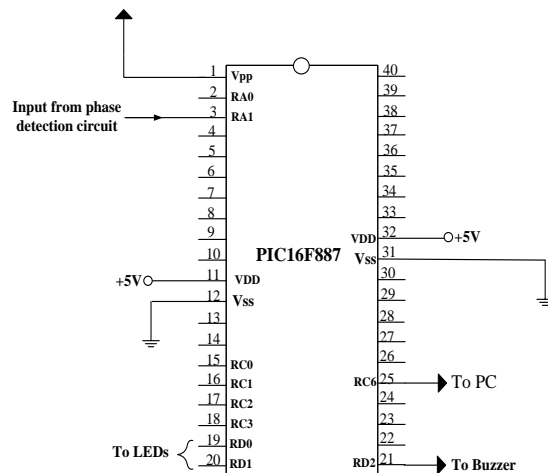 1 Vpp 40
2 RA0 39
Input from phase
detection circuit
3 RA1 38
4 37
5 36
6 35
7 34
8 33
9 VDD 32 +5V
PIC16F887
10 Vss 31
+5V 11 VDD 30
12 Vss 29
13 28
14 27
15 RC0 26
16 RC1 RC6 25 To PC
17 RC2 24
18 RC3 23
To LEDs
19 RD0 22
20 RD1 RD2 21 To Buzzer